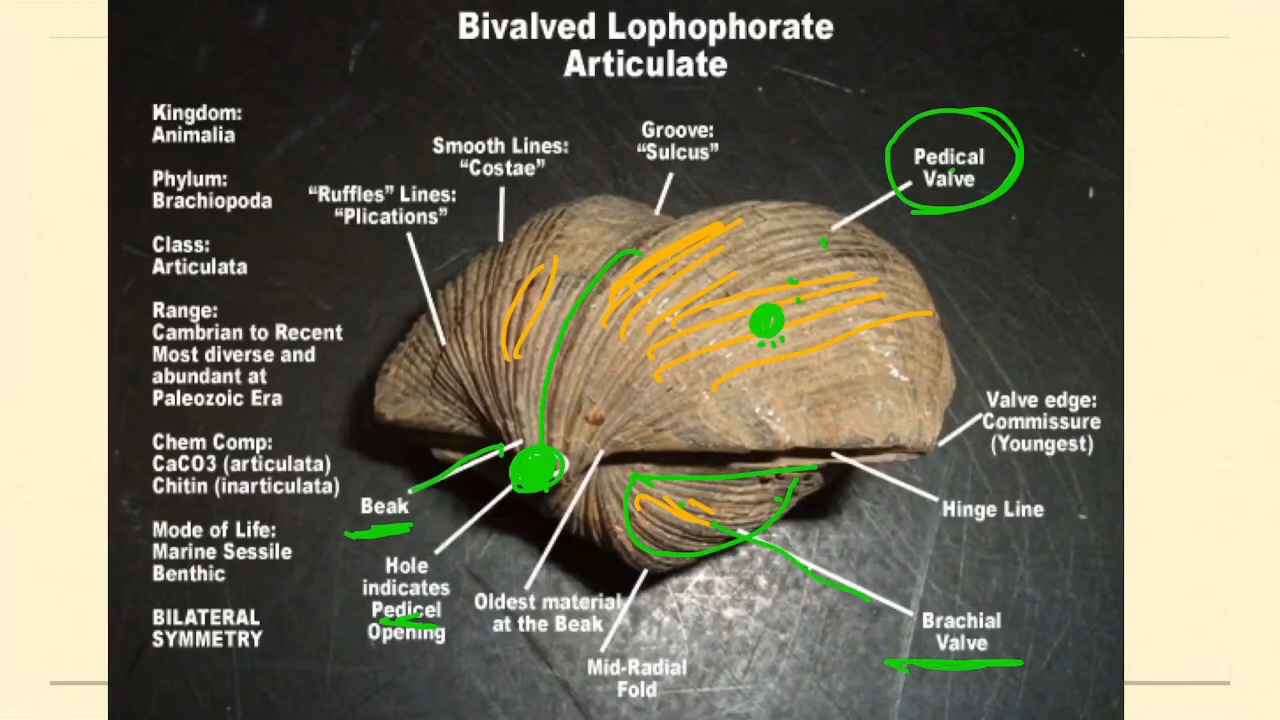 Bivalved Lophophorate
Articulate
Kingdom:
Animalia
Phylum:
Brachiopoda
Class:
Articulata
Range:
Cambrian to Recent
Most diverse and
abundant at
Paleozoic Era
Chem Comp:
CaCO3 (articulata)
Chitin (inarticulata)
Mode of Life:
Marine Sessile
Benthic
BILATERAL
SYMMETRY
"Ruffles" Lines:
"Plications"
Smooth Lines:
"Costae"
Groove:
"Sulcus"
Pedical
Valve
Valve edge:
Commissure
(Youngest)
Hinge Line
Beak
Hole
indicates
Pedicel
Opening
Oldest material
at the Beak
Mid-Radial
Fold
Brachial
Valve